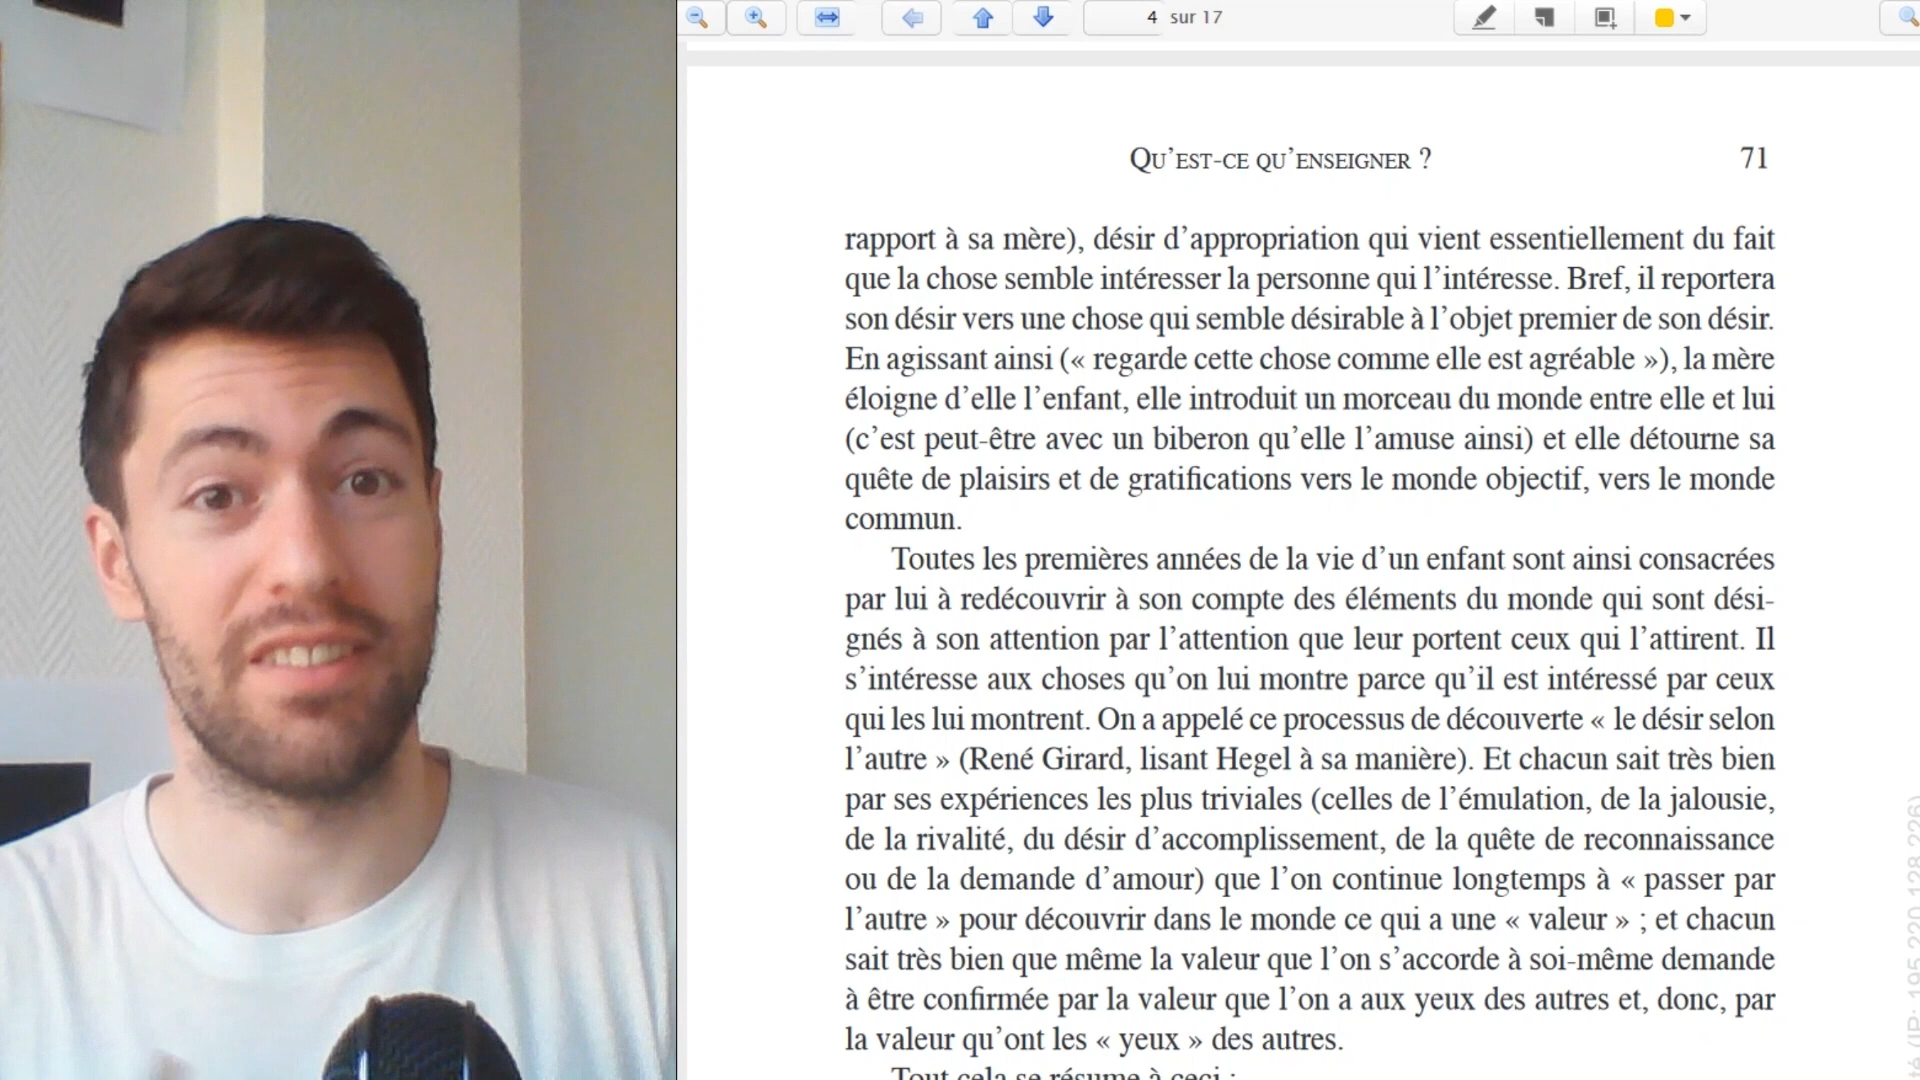 4 sur 17
QU'EST-CE QU'ENSEIGNER ? 71
rapport à sa mère), désir d'appropriation qui vient essentiellement du fait
que la chose semble intéresser la personne qui l'intéresse. Bref, il reportera
son désir vers une chose qui semble désirable à l'objet premier de son désir.
En agissant ainsi (« regarde cette chose comme elle est agréable »), la mère
éloigne d'elle l'enfant, elle introduit un morceau du monde entre elle et lui
(c'est peut-être avec un biberon qu'elle l'amuse ainsi) et elle détourne sa
quête de plaisirs et de gratifications vers le monde objectif, vers le monde
commun.
Toutes les premières années de la vie d'un enfant sont ainsi consacrées
par lui à redécouvrir à son compte des éléments du monde qui sont dési-
gnés à son attention par l'attention que leur portent ceux qui l'attirent. Il
s'intéresse aux choses qu'on lui montre parce qu'il est intéressé par ceux
qui les lui montrent. On a appelé ce processus de découverte « le désir selon
l'autre » (René Girard, lisant Hegel à sa manière). Et chacun sait très bien
par ses expériences les plus triviales (celles de l'émulation, de la jalousie,
de la rivalité, du désir d'accomplissement, de la quête de reconnaissance
ou de la demande d'amour) que l'on continue longtemps à « passer par
l'autre » pour découvrir dans le monde ce qui a une « valeur » ; et chacun
sait très bien que même la valeur que l'on s'accorde à soi-même demande
à être confirmée par la valeur que l'on a aux yeux des autres et, donc, par
la valeur qu'ont les « yeux » des autres.
Tout cela se résume à ceci :
té (IP: 195.220.128.226)